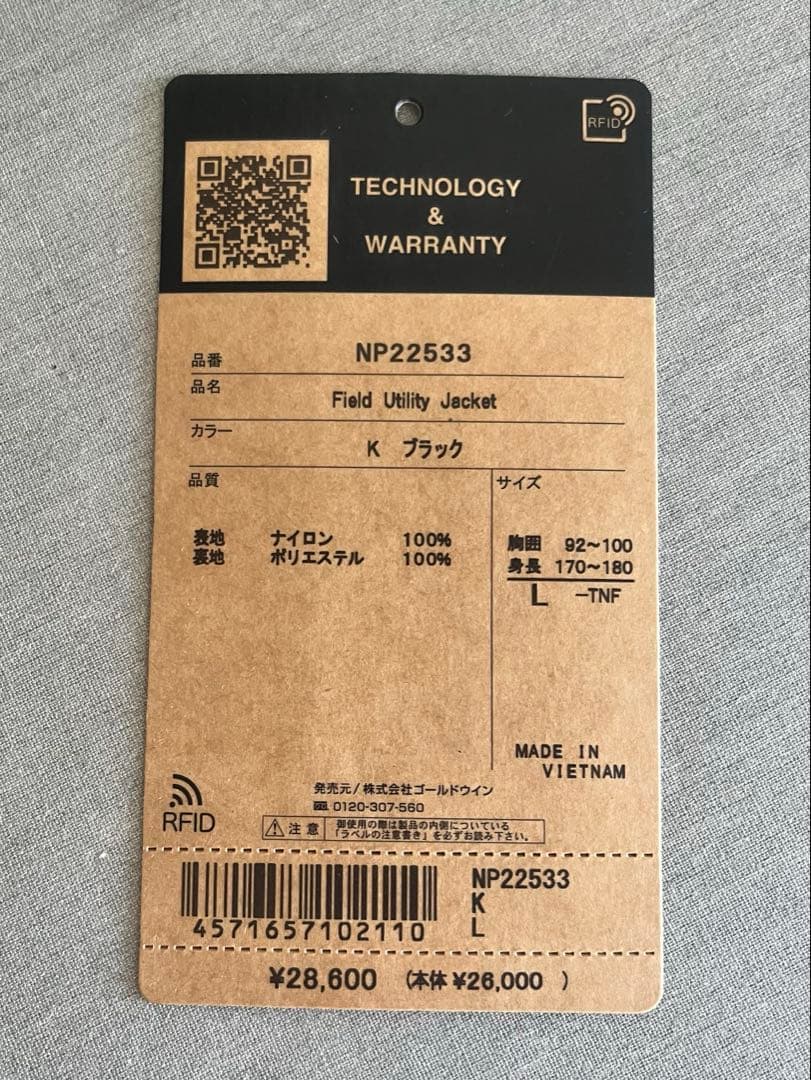 RFID
TECHNOLOGY
&
WARRANTY
品番 NP22533
品名 Field Utility Jacket
カラー K ブラック
品質
表地 ナイロン 100%
裏地 ポリエステル 100%
サイズ
胸囲 92~100
身長 170~180
L -TNF
MADE IN
VIETNAM
発売元/株式会社ゴールドウイン
0120-307-560
RFID
注意 御使用の際は製品の内側についている
「ラベルの注意書き」を必ずお読み下さい。
4571657102110
NP22533
K
L
¥28,600 (本体 ¥26,000 )